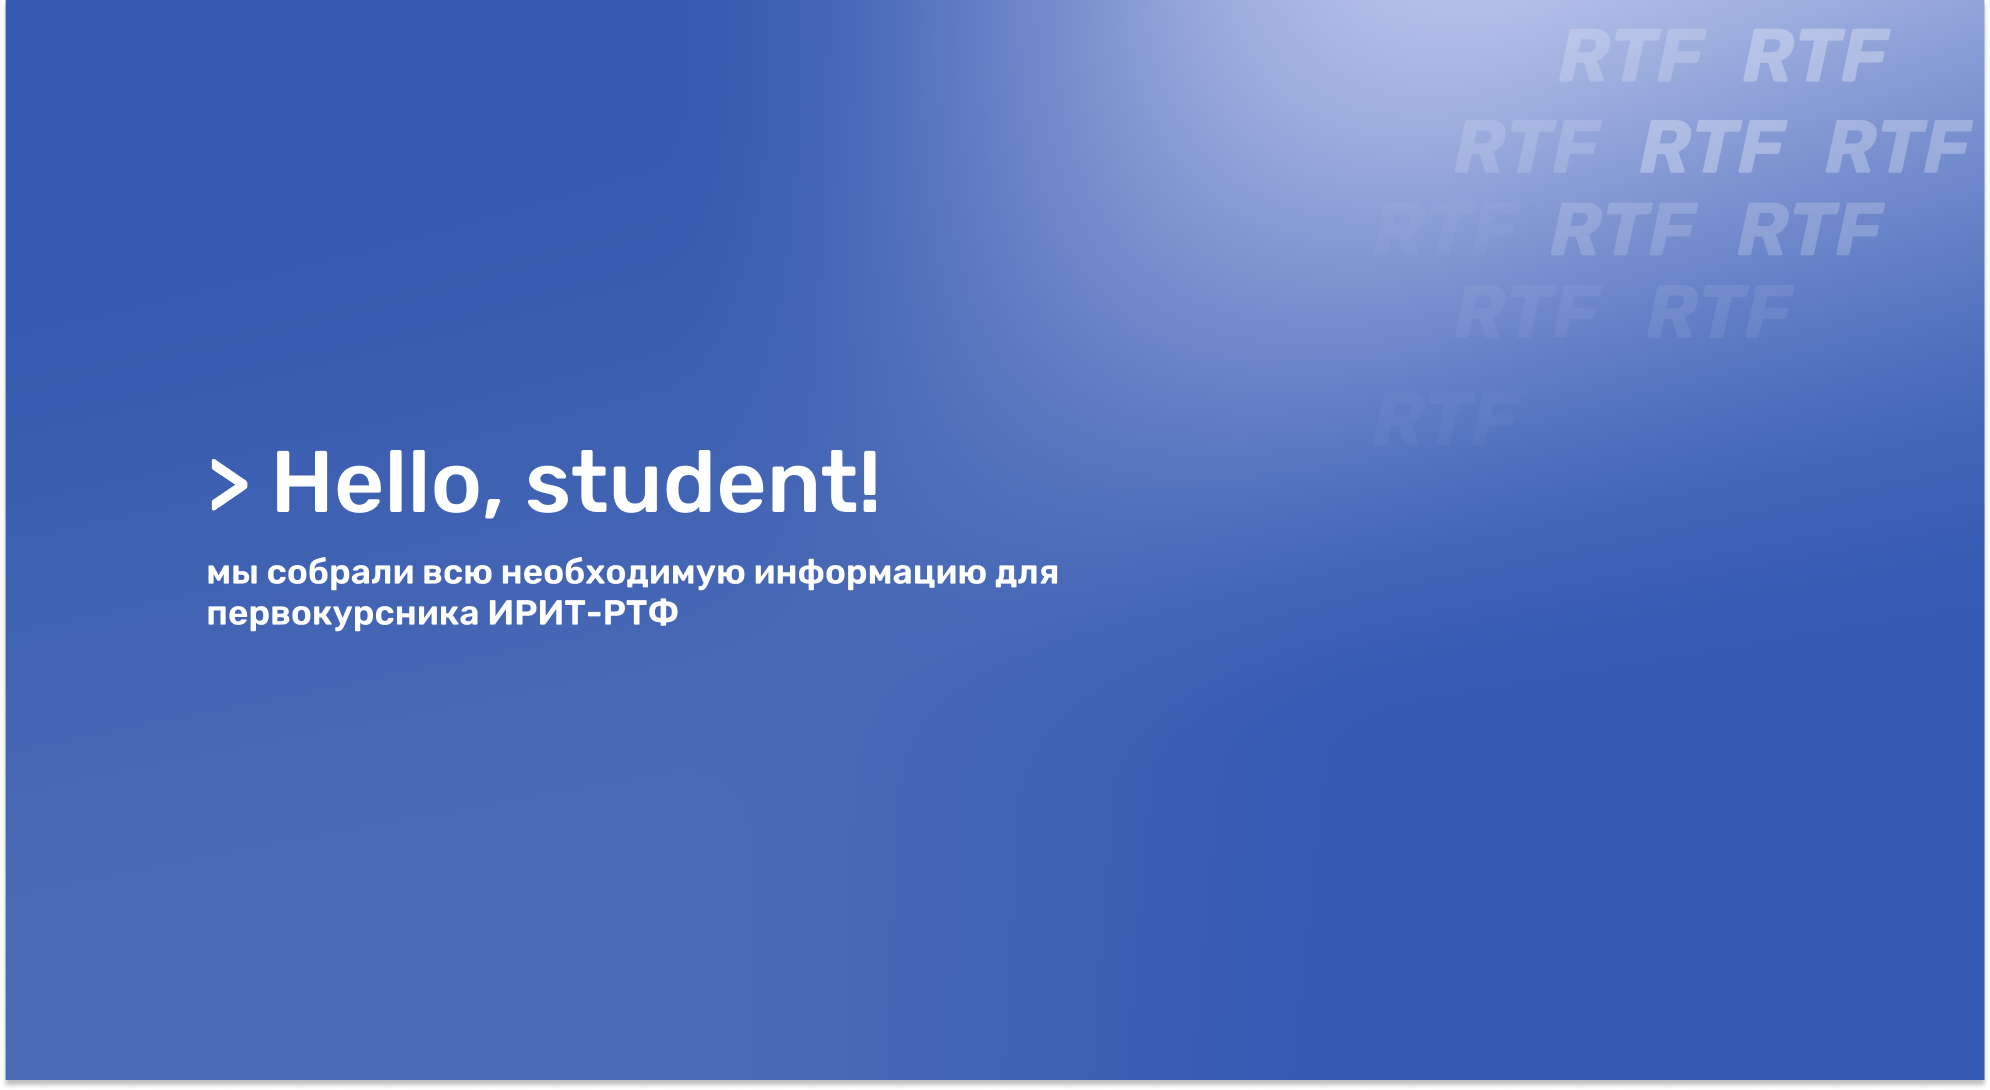 RTF RTF
RTF RTF RTF
RTF RTF RTF
RTF RTF
RTF
> Hello, student!
мы собрали всю необходимую информацию для
первокурсника ИРИТ-РТФ